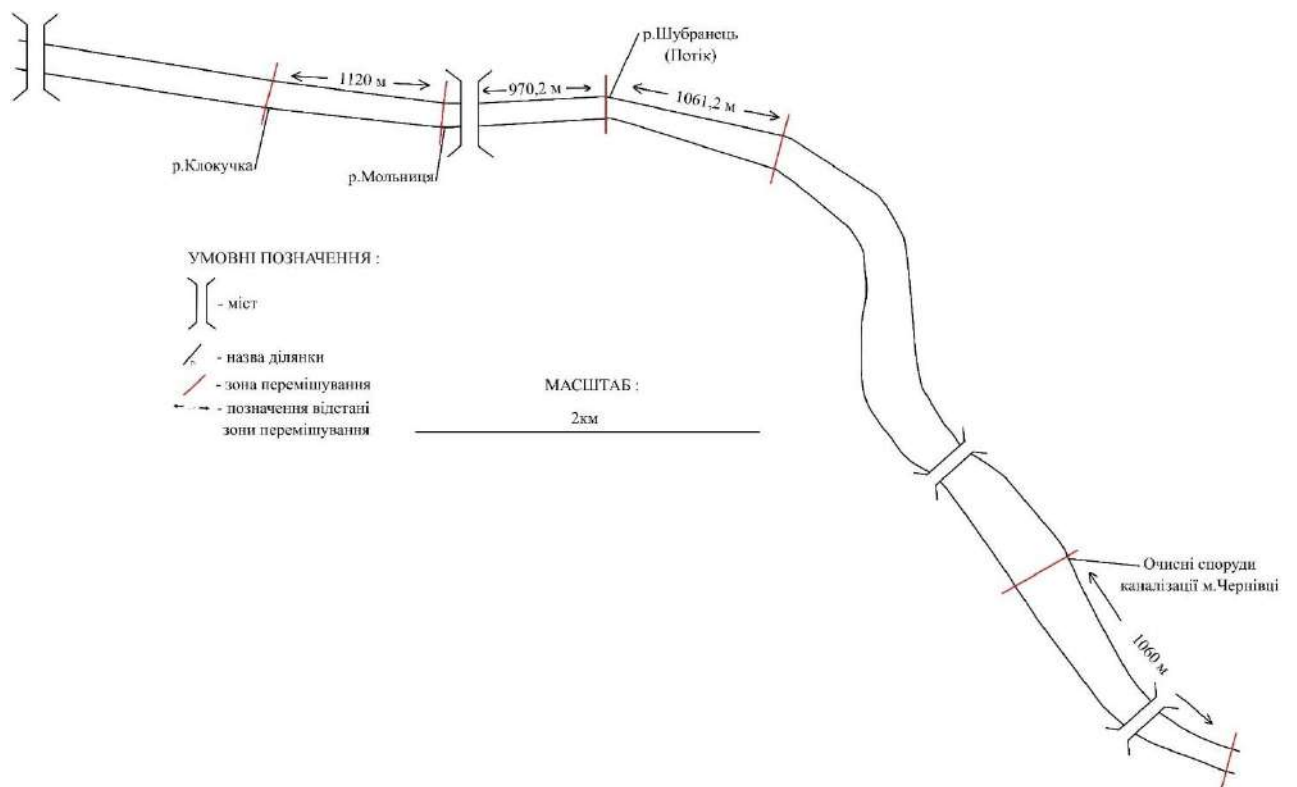 р.Шубранець
(Потік)
1120 м
970,2 м
1061,2 м
р.Клокучка
р.Мольниця
УМОВНІ ПОЗНАЧЕННЯ :
- міст
- назва ділянки
- зона перемішування
- позначення відстані
зони перемішування
МАСШТАБ :
2км
Очисні споруди
каналізації м.Чернівці
1060 м